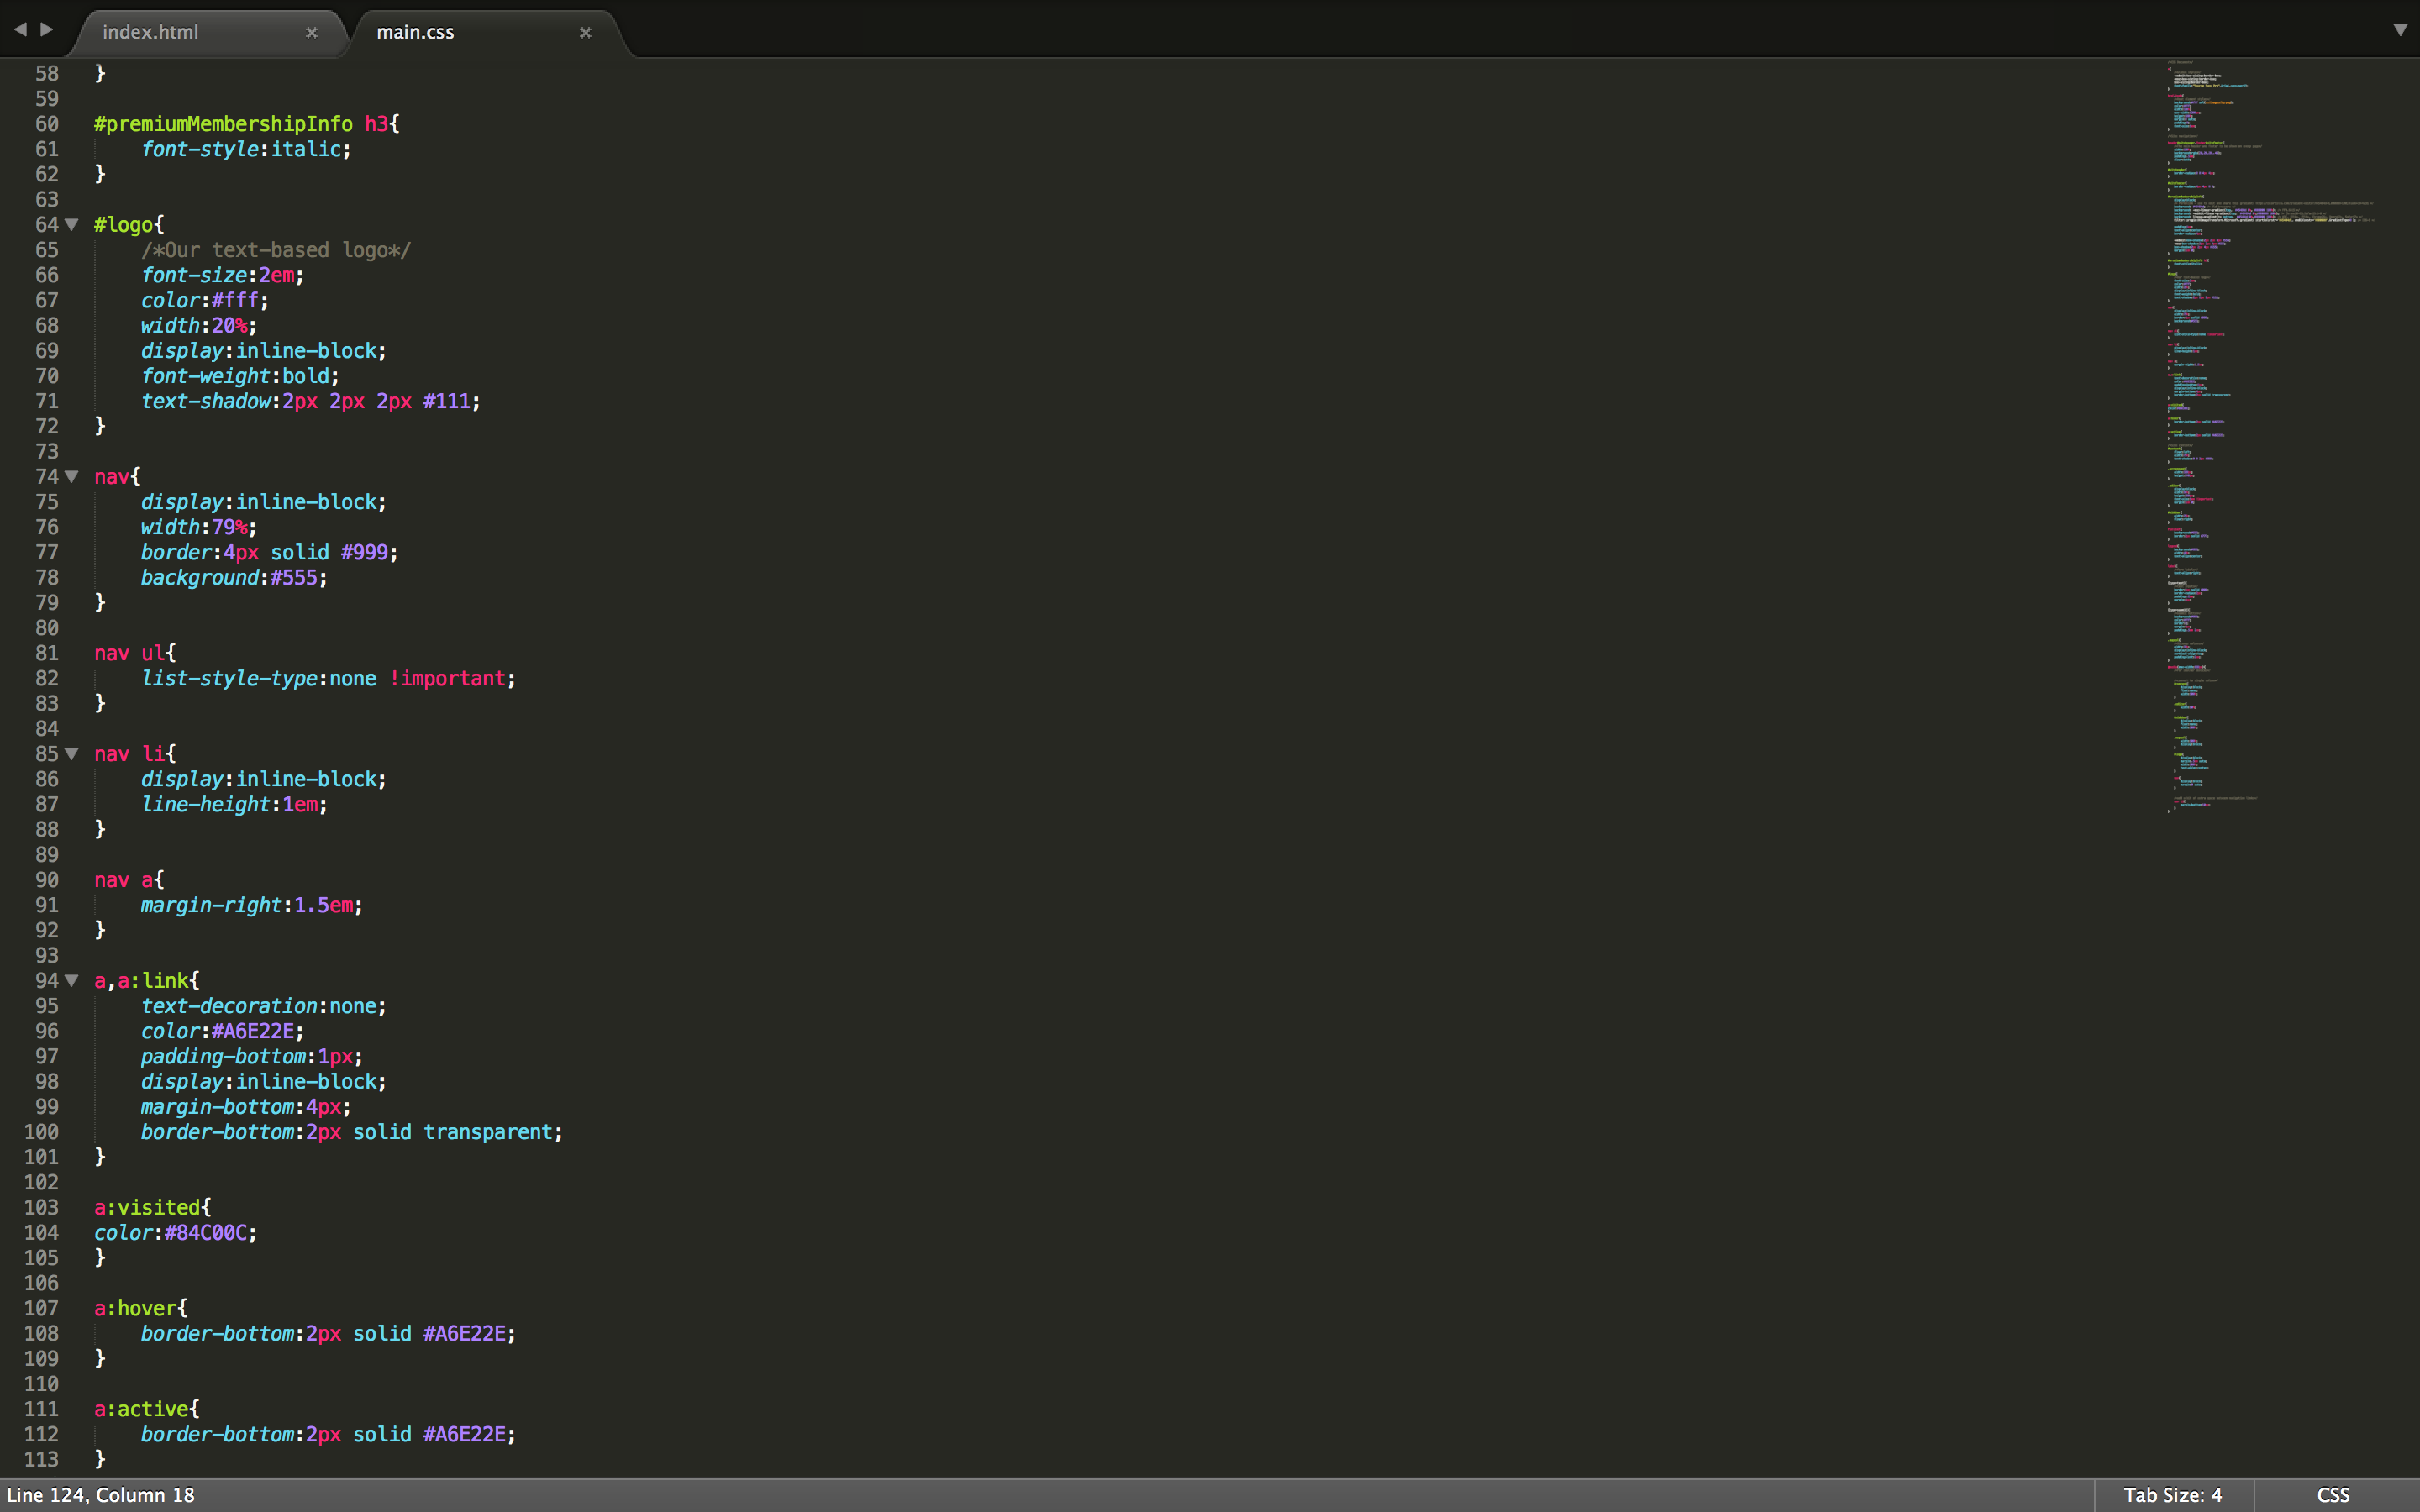 index.html
main.css
58 }
59
60 #premiumMembershipInfo h3{
61     font-style:italic;
62 }
63
64 #logo{
65     /*Our text-based logo*/
66     font-size:2em;
67     color:#fff;
68     width:20%;
69     display:inline-block;
70     font-weight:bold;
71     text-shadow:2px 2px 2px #111;
72 }
73
74 nav{
75     display:inline-block;
76     width:79%;
77     border:4px solid #999;
78     background:#555;
79 }
80
81 nav ul{
82     list-style-type:none !important;
83 }
84
85 nav li{
86     display:inline-block;
87     line-height:1em;
88 }
89
90 nav a{
91     margin-right:1.5em;
92 }
93
94 a,a:link{
95     text-decoration:none;
96     color:#A6E22E;
97     padding-bottom:1px;
98     display:inline-block;
99     margin-bottom:4px;
100     border-bottom:2px solid transparent;
101 }
102
103 a:visited{
104 color:#84C00C;
105 }
106
107 a:hover{
108     border-bottom:2px solid #A6E22E;
109 }
110
111 a:active{
112     border-bottom:2px solid #A6E22E;
113 }
Line 124, Column 18
Tab Size: 4
CSS